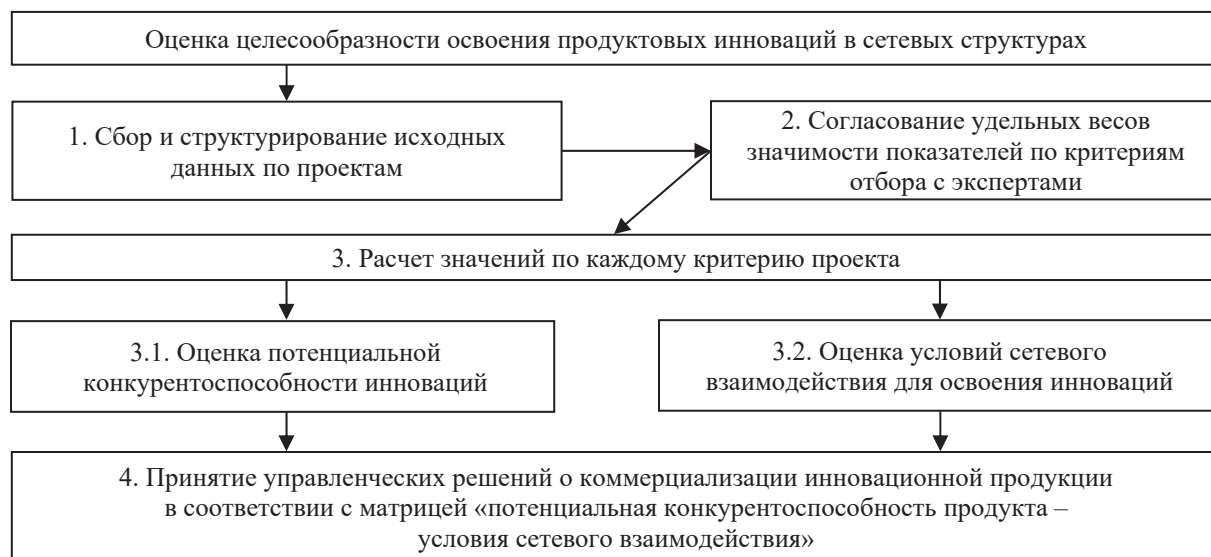 Оценка целесообразности освоения продуктовых инноваций в сетевых структурах
1. Сбор и структурирование исходных
данных по проектам
2. Согласование удельных весов
значимости показателей по критериям
отбора с экспертами
3. Расчет значений по каждому критерию проекта
3.1. Оценка потенциальной
конкурентоспособности инноваций
3.2. Оценка условий сетевого
взаимодействия для освоения инноваций
4. Принятие управленческих решений о коммерциализации инновационной продукции
в соответствии с матрицей «потенциальная конкурентоспособность продукта –
условия сетевого взаимодействия»